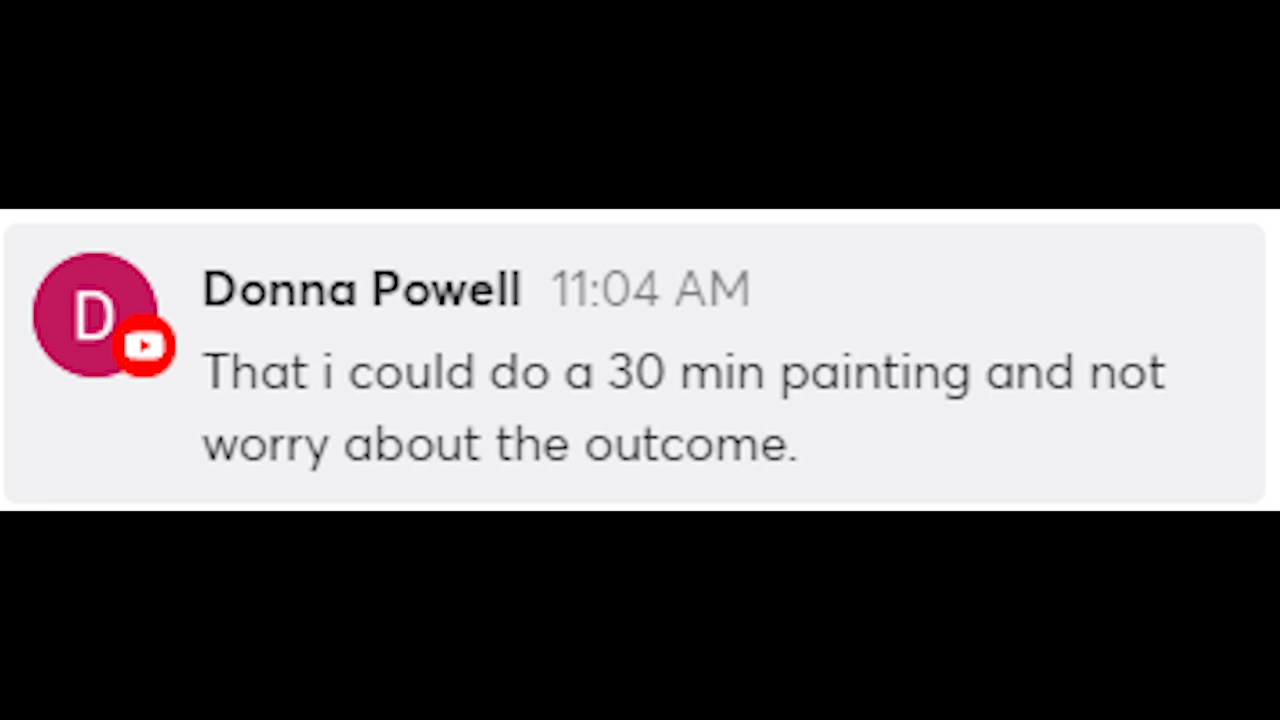 D
Donna Powell 11:04 AM
That i could do a 30 min painting and not
worry about the outcome.